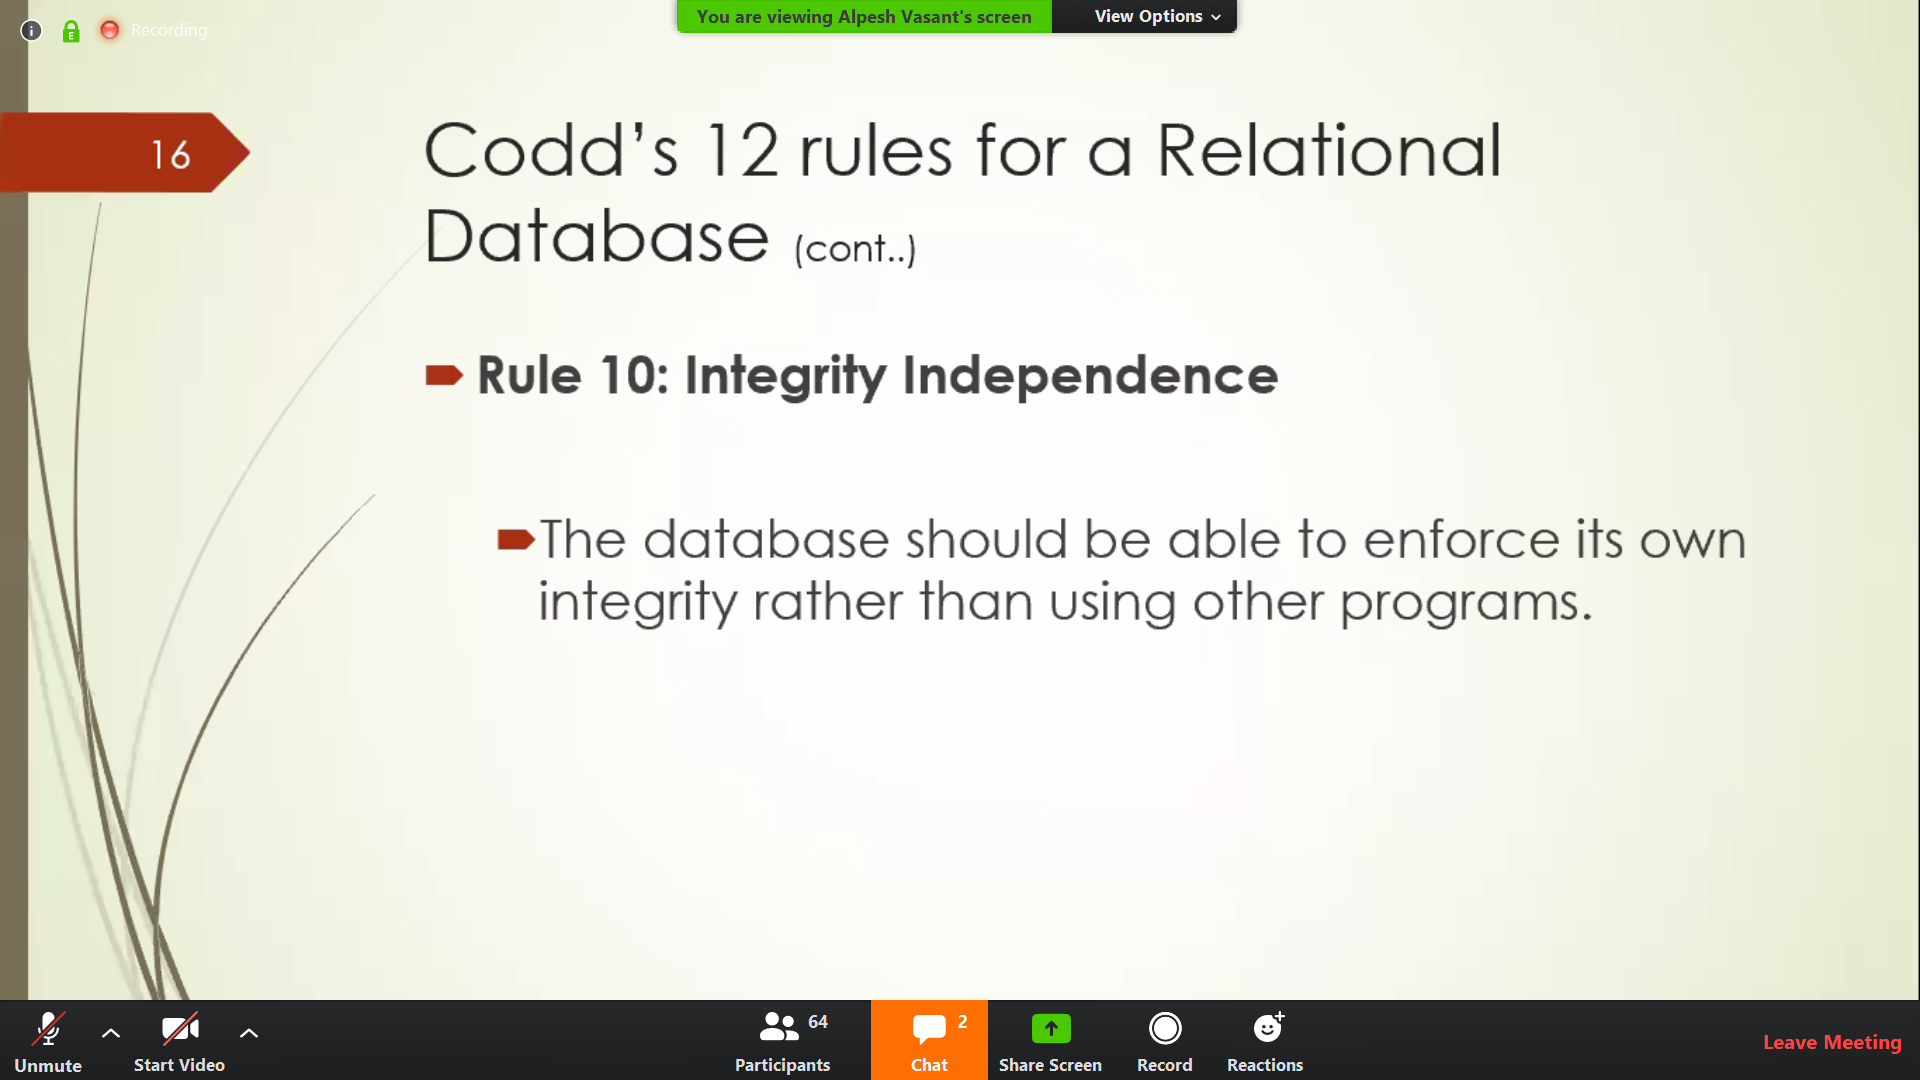 You are viewing Alpesh Vasant's screen
View Options
i
E
Recording
16
Codd’s 12 rules for a Relational
Database (cont..)
Rule 10: Integrity Independence
The database should be able to enforce its own
integrity rather than using other programs.
Unmute
Start Video
64
Participants
2
Chat
Share Screen
Record
Reactions
Leave Meeting